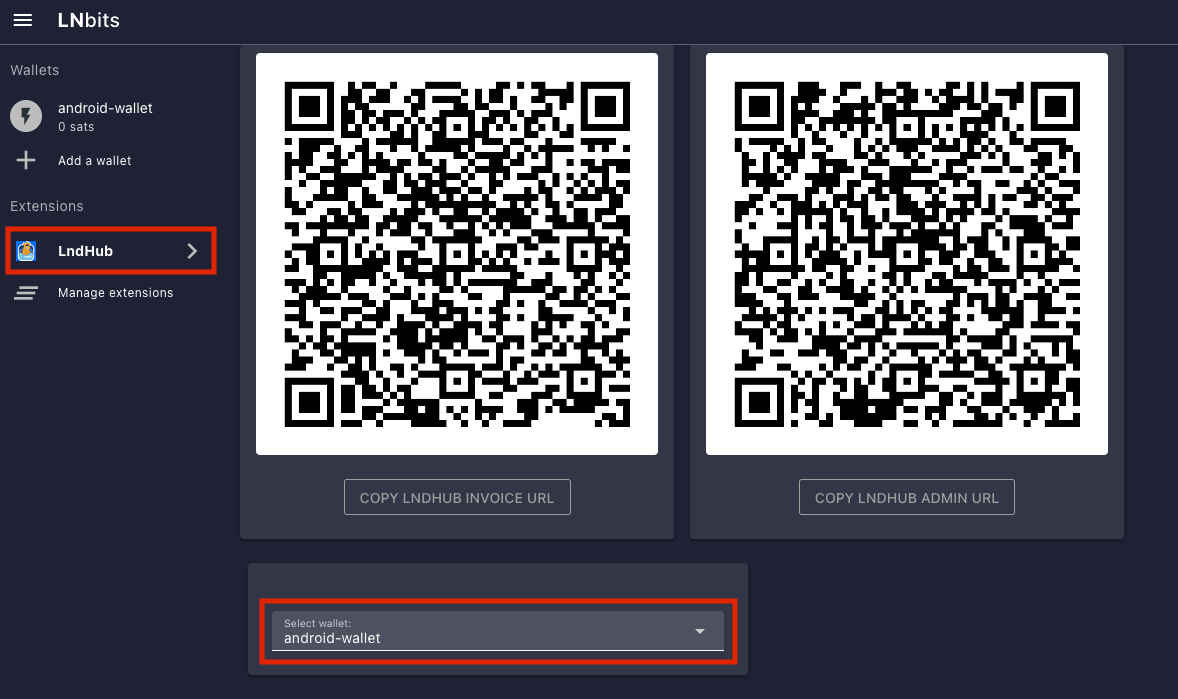 LNbits
Wallets
android-wallet
0 sats
Add a wallet
Extensions
LndHub
Manage extensions
COPY LNDHUB INVOICE URL
COPY LNDHUB ADMIN URL
Select wallet:
android-wallet